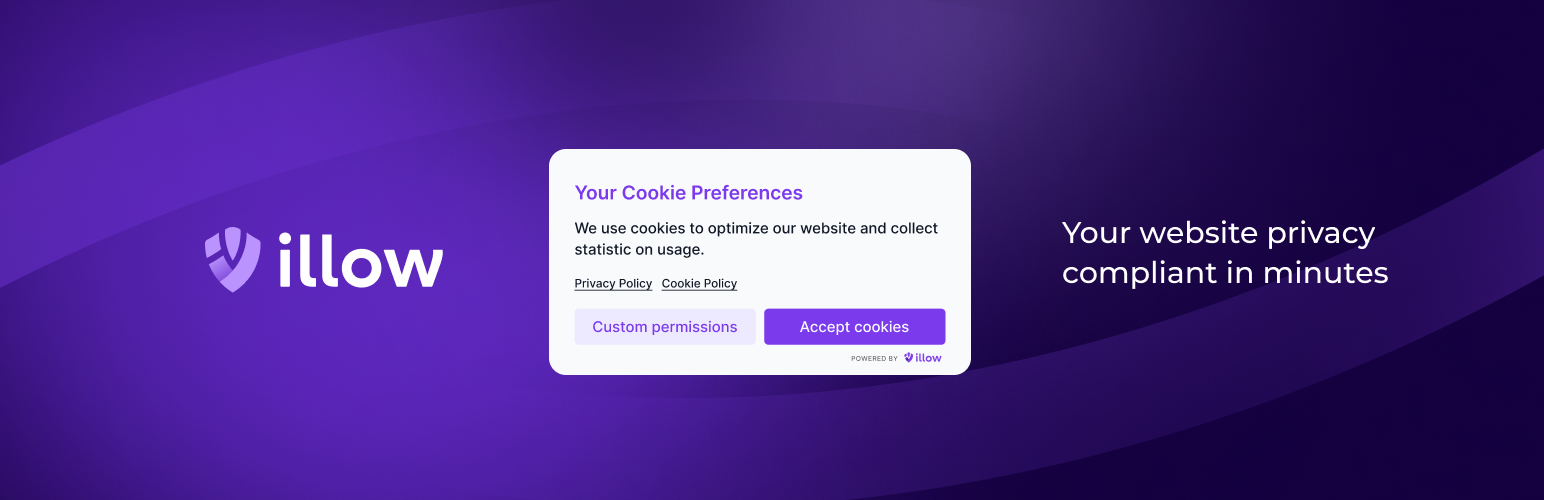 illow
Your Cookie Preferences
We use cookies to optimize our website and collect
statistic on usage.
Privacy Policy Cookie Policy
Custom permissions Accept cookies
POWERED BY illow
Your website privacy
compliant in minutes